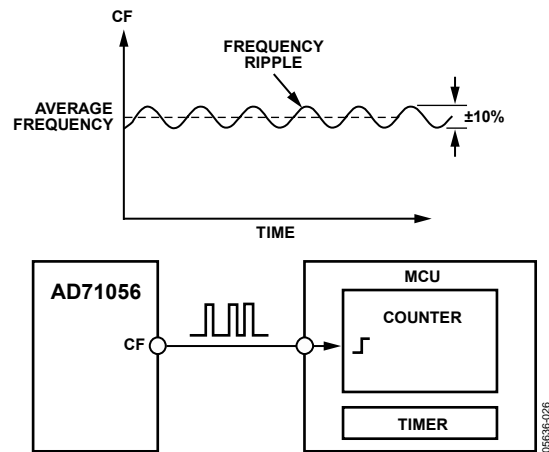 CF
FREQUENCY
RIPPLE
AVERAGE
FREQUENCY
±10%
TIME
AD71056
CF
MCU
COUNTER
TIMER
05636-026